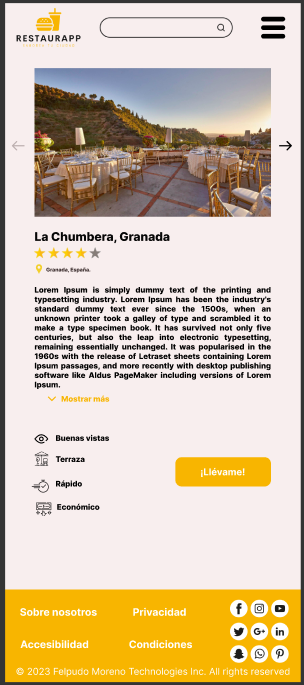 RESTAURAPP
La Chumbera, Granada
Granada, España.
Lorem Ipsum is simply dummy text of the printing and
typesetting industry. Lorem Ipsum has been the industry's
standard dummy text ever since the 1500s, when an
unknown printer took a galley of type and scrambled it to
make a type specimen book. It has survived not only five
centuries, but also the leap into electronic typesetting,
remaining essentially unchanged. It was popularised in the
1960s with the release of Letraset sheets containing Lorem
Ipsum passages, and more recently with desktop publishing
software like Aldus PageMaker including versions of Lorem
Ipsum.
Mostrar más
Buenas vistas
Terraza
Rápido
Económico
¡Llévame!
Sobre nosotros
Privacidad
Accesibilidad
Condiciones
© 2023 Felpudo Moreno Technologies Inc. All rights reserved